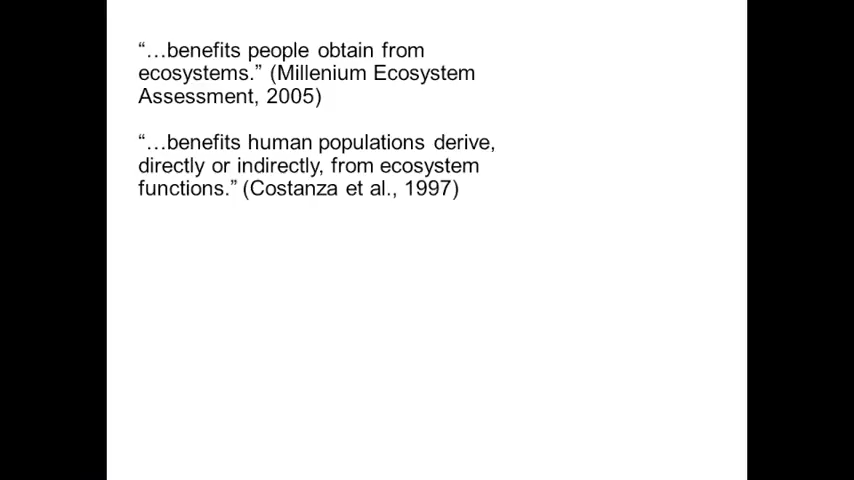 “…benefits people obtain from
ecosystems.” (Millenium Ecosystem
Assessment, 2005)
“…benefits human populations derive,
directly or indirectly, from ecosystem
functions.” (Costanza et al., 1997)